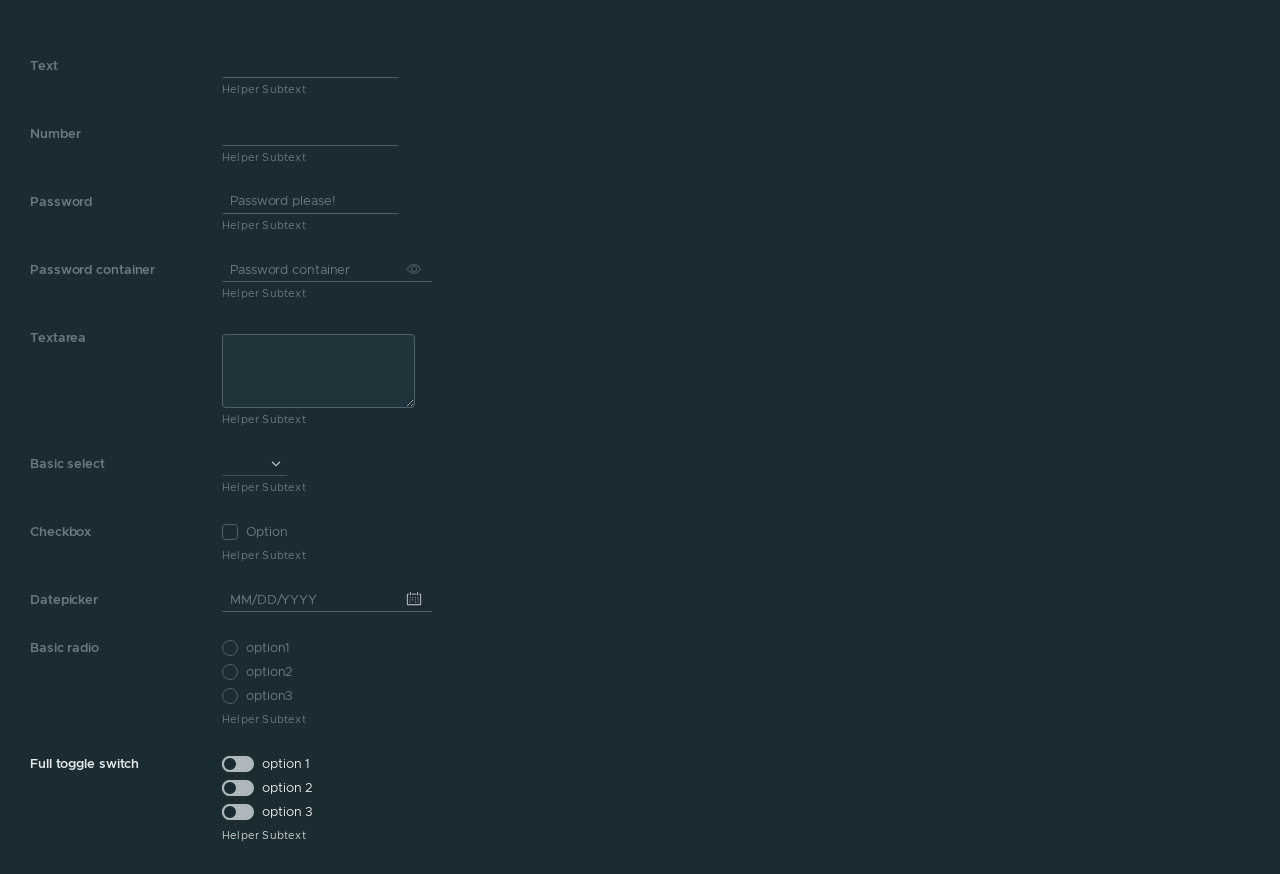 Text
Helper Subtext
Number
Helper Subtext
Password
Password please!
Helper Subtext
Password container
Password container
Helper Subtext
Textarea
Helper Subtext
Basic select
Helper Subtext
Checkbox
Option
Helper Subtext
Datepicker
MM/DD/YYYY
Basic radio
option1
option2
option3
Helper Subtext
Full toggle switch
option 1
option 2
option 3
Helper Subtext